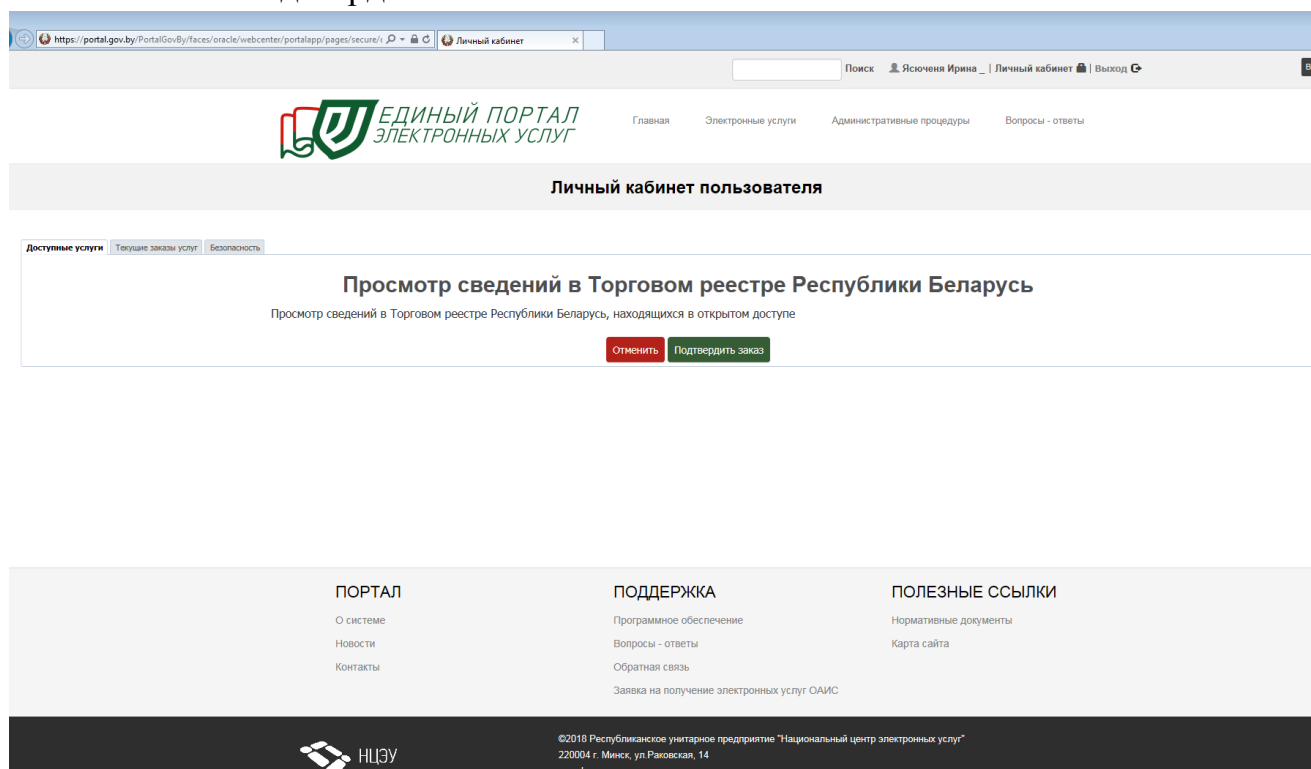 https://portal.gov.by/PortalGovBy/faces/oracle/webcenter/portalapp/pages/secure/ Личный кабинет
Поиск Ясюченя Ирина _ | Личный кабинет | Выход
ЕДИНЫЙ ПОРТАЛ
ЭЛЕКТРОННЫХ УСЛУГ
Главная Электронные услуги Административные процедуры Вопросы - ответы
Личный кабинет пользователя
Доступные услуги Текущие заказы услуг Безопасность
Просмотр сведений в Торговом реестре Республики Беларусь
Просмотр сведений в Торговом реестре Республики Беларусь, находящихся в открытом доступе
Отменить Подтвердить заказ
ПОРТАЛ ПОДДЕРЖКА ПОЛЕЗНЫЕ ССЫЛКИ
О системе Программное обеспечение Нормативные документы
Новости Вопросы - ответы Карта сайта
Контакты Обратная связь
Заявка на получение электронных услуг ОАИС
НЦЭУ
©2018 Республиканское унитарное предприятие "Национальный центр электронных услуг"
220004 г. Минск, ул.Раковская, 14